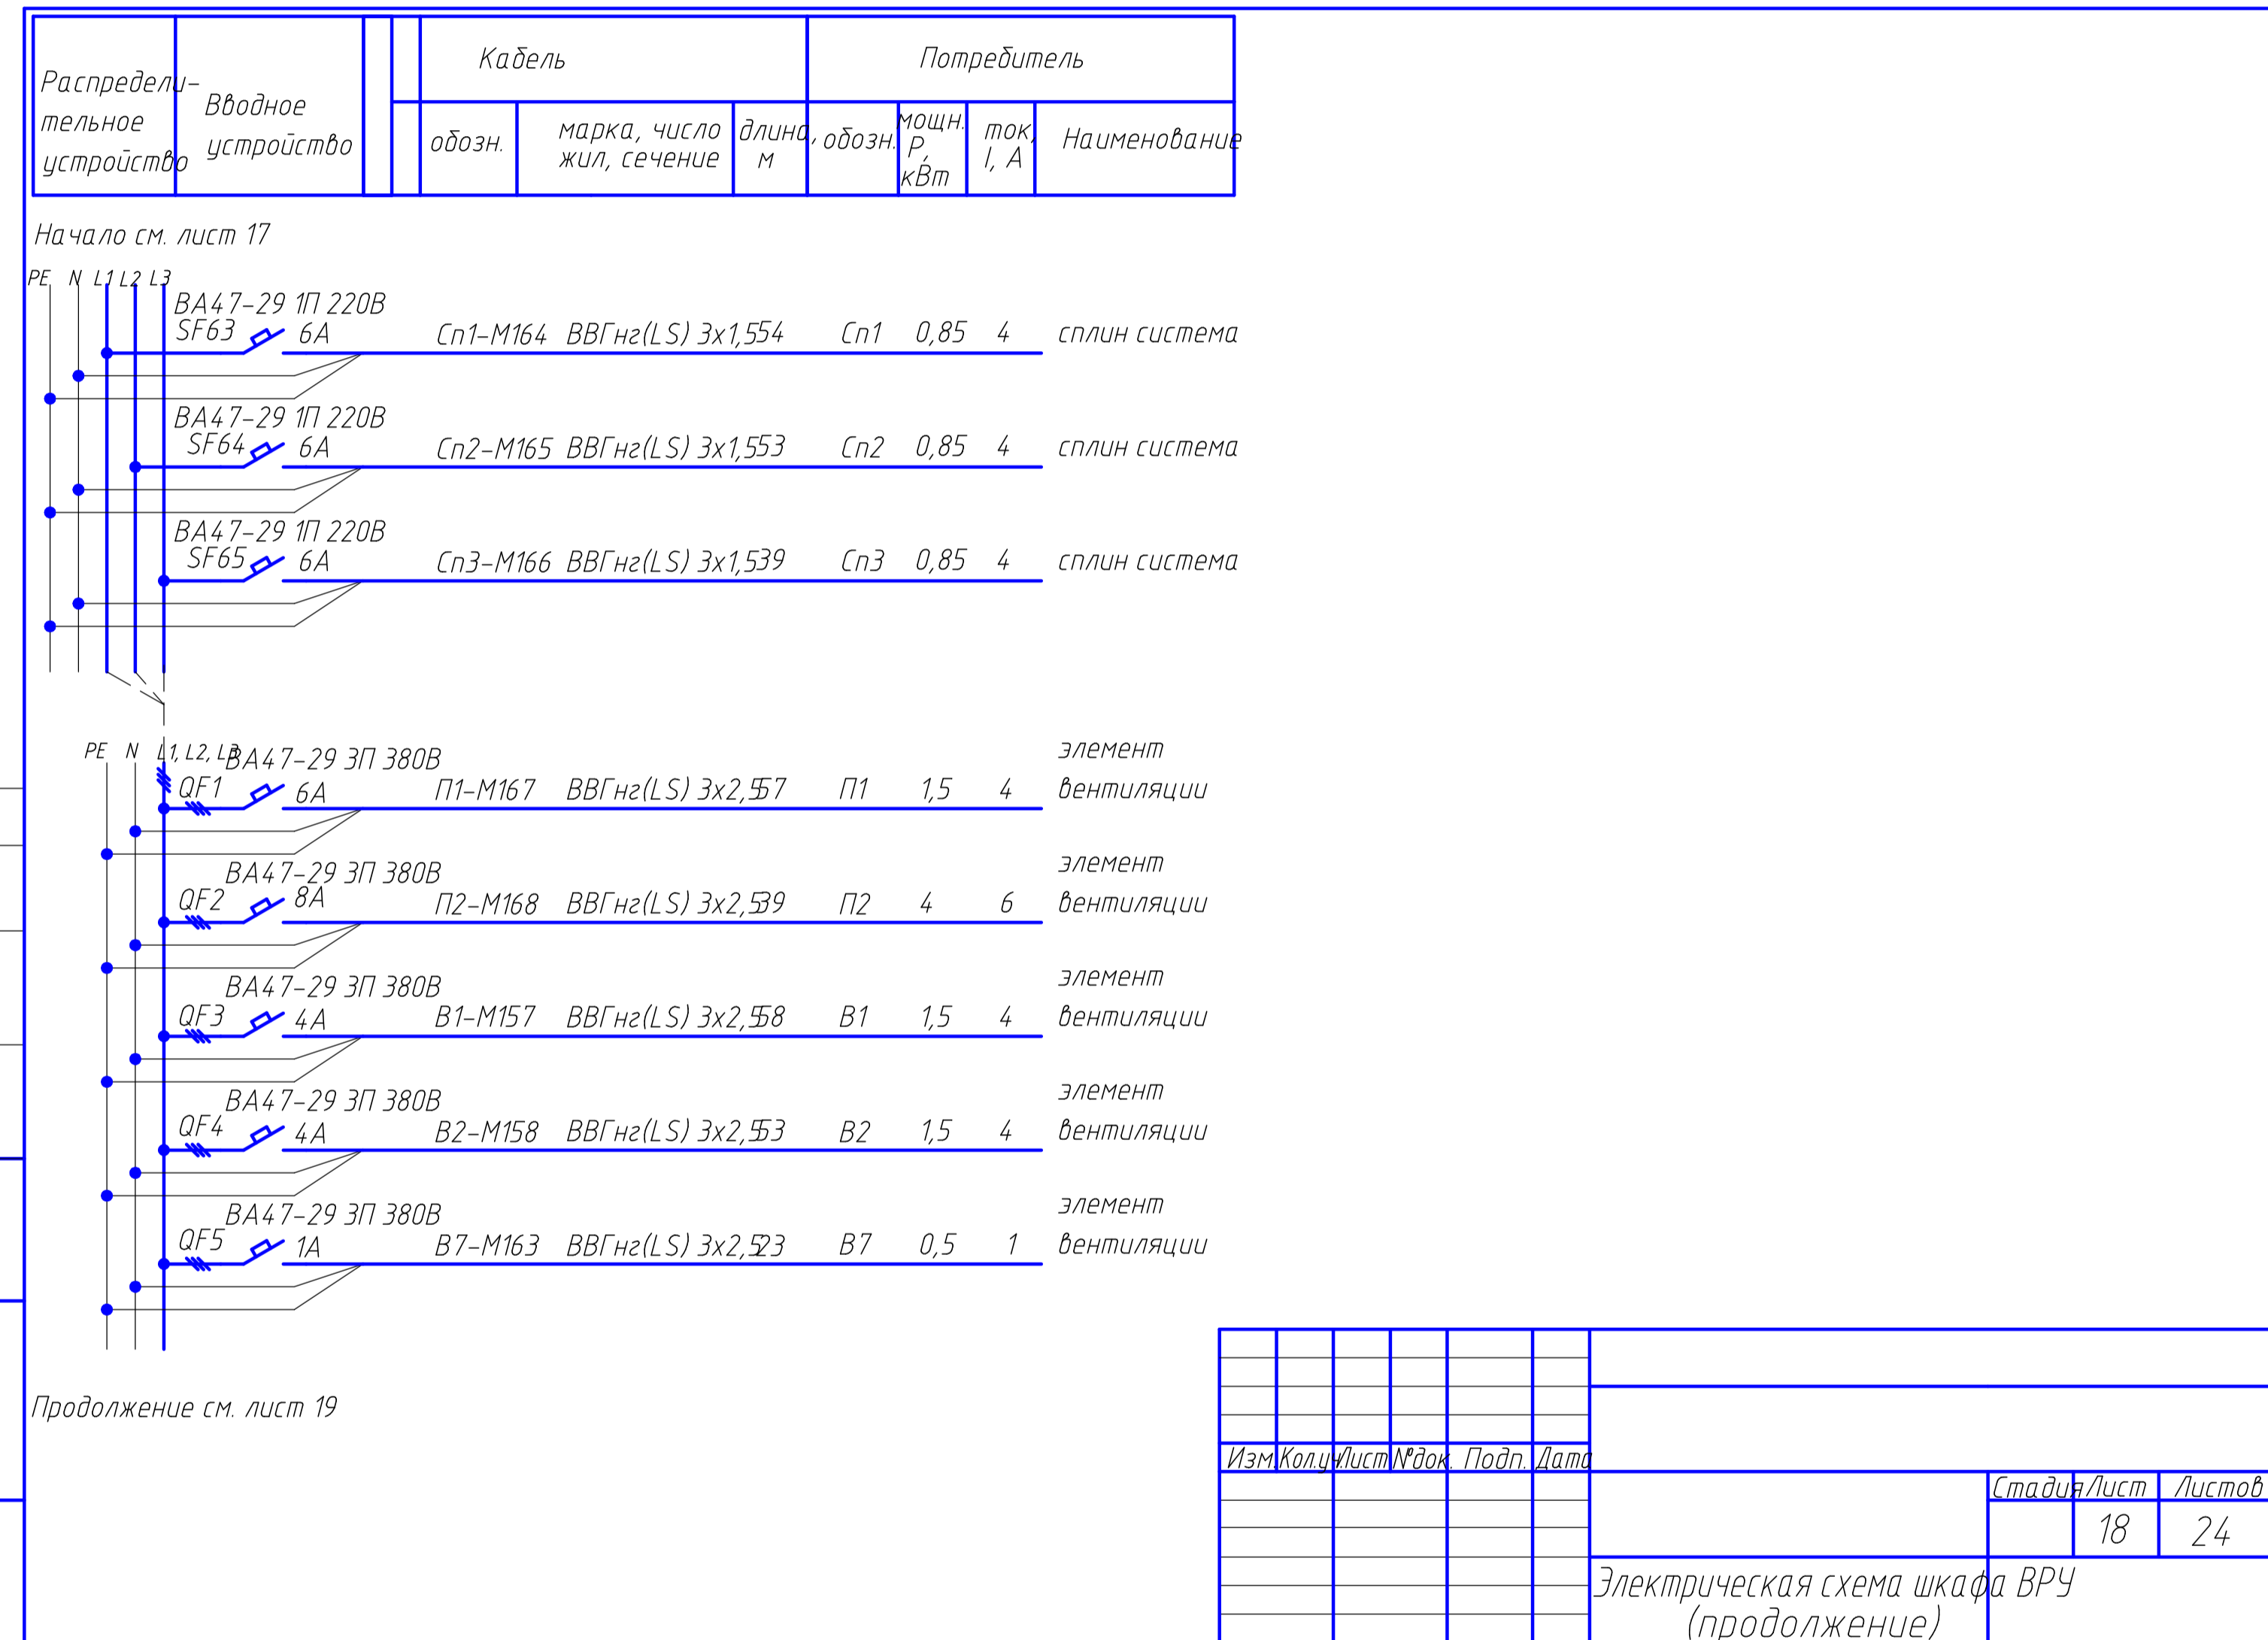 Распредели-
тельное
устройство
Вводное
устройство
Кабель
Потребитель
обозн.
марка, число
жил, сечение
длина,
м
обозн.
мощн.
Р,
кВт
ток,
I, А
Наименование
Начало см. лист 17
PE N L1 L2 L3
ВА47-29 1П 220В
SF63 6А Сп1-М164 ВВГнг(LS) 3х1,5 54 Сп1 0,85 4 сплин система
ВА47-29 1П 220В
SF64 6А Сп2-М165 ВВГнг(LS) 3х1,5 53 Сп2 0,85 4 сплин система
ВА47-29 1П 220В
SF65 6А Сп3-М166 ВВГнг(LS) 3х1,5 39 Сп3 0,85 4 сплин система
PE N L1, L2, L3
ВА47-29 3П 380В элемент
QF1 6А П1-М167 ВВГнг(LS) 3х2,5 57 П1 1,5 4 вентиляции
ВА47-29 3П 380В элемент
QF2 8А П2-М168 ВВГнг(LS) 3х2,5 39 П2 4 6 вентиляции
ВА47-29 3П 380В элемент
QF3 4А В1-М157 ВВГнг(LS) 3х2,5 58 В1 1,5 4 вентиляции
ВА47-29 3П 380В элемент
QF4 4А В2-М158 ВВГнг(LS) 3х2,5 53 В2 1,5 4 вентиляции
ВА47-29 3П 380В элемент
QF5 1А В7-М163 ВВГнг(LS) 3х2,5 23 В7 0,5 1 вентиляции
Продолжение см. лист 19
Изм. Кол.уч. Лист №док. Подп. Дата
Стадия Лист Листов
18 24
Электрическая схема шкафа ВРУ
(продолжение)